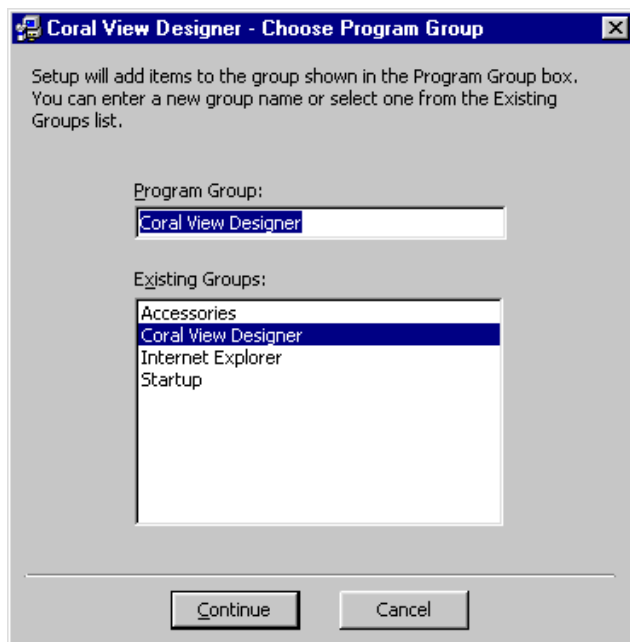 Coral View Designer - Choose Program Group
Setup will add items to the group shown in the Program Group box.
You can enter a new group name or select one from the Existing
Groups list.
Program Group:
Coral View Designer
Existing Groups:
Accessories
Coral View Designer
Internet Explorer
Startup
Continue
Cancel